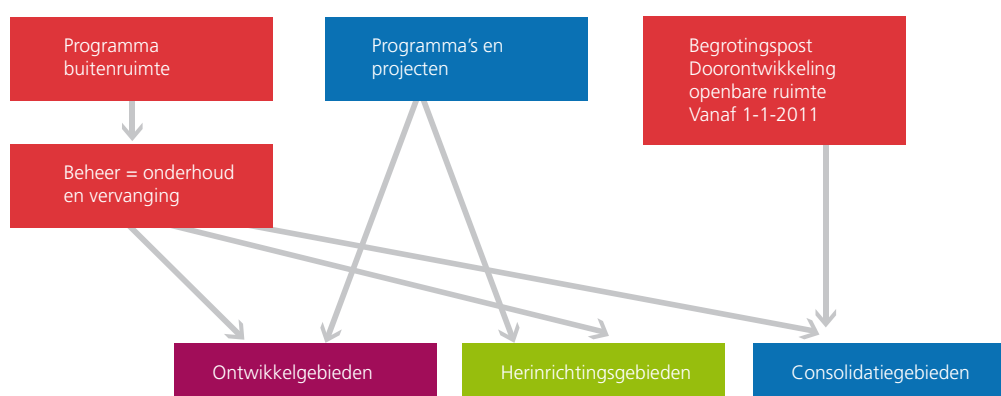 Programma
buitenruimte
Programma's en
projecten
Begrotingspost
Doorontwikkeling
openbare ruimte
Vanaf 1-1-2011
Beheer = onderhoud
en vervanging
Ontwikkelgebieden
Herinrichtingsgebieden
Consolidatiegebieden